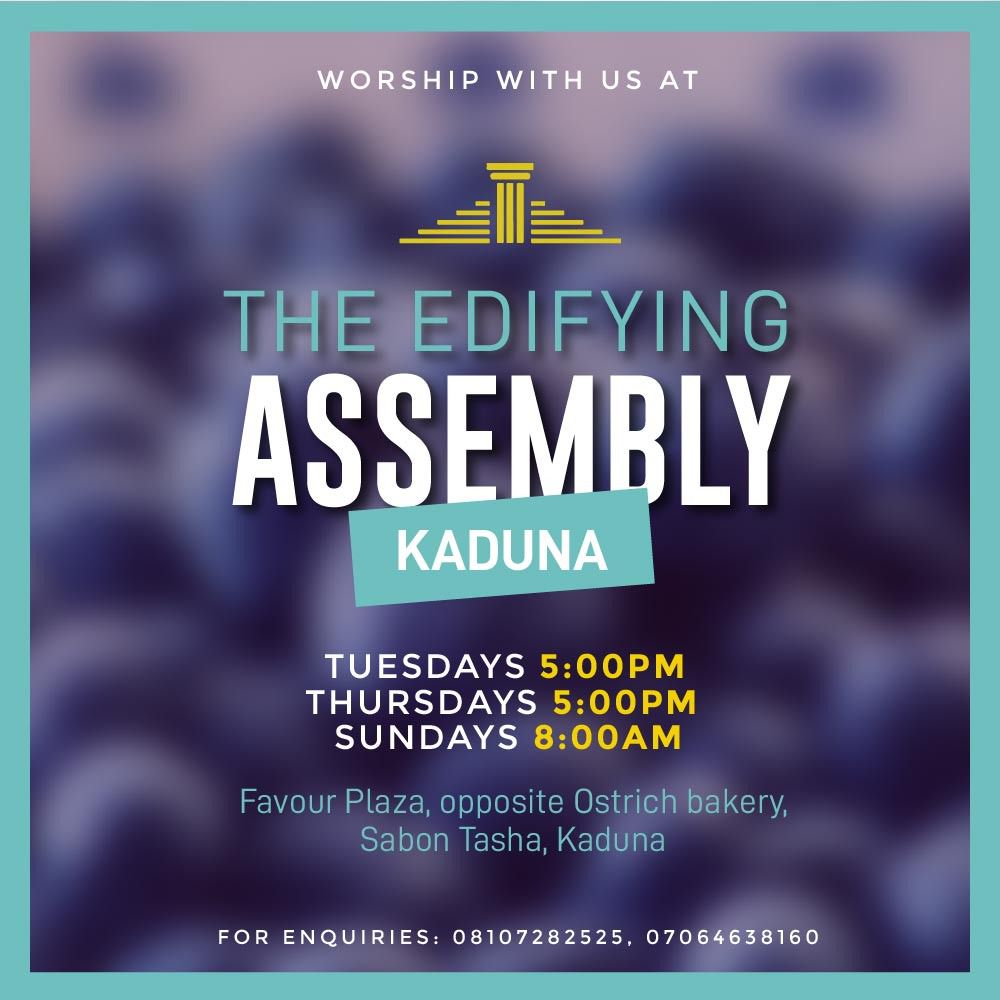 WORSHIP WITH US AT
THE EDIFYING
ASSEMBLY
KADUNA
TUESDAYS 5:00PM
THURSDAYS 5:00PM
SUNDAYS 8:00AM
Favour Plaza, opposite Ostrich bakery,
Sabon Tasha, Kaduna
FOR ENQUIRIES: 08107282525, 07064638160